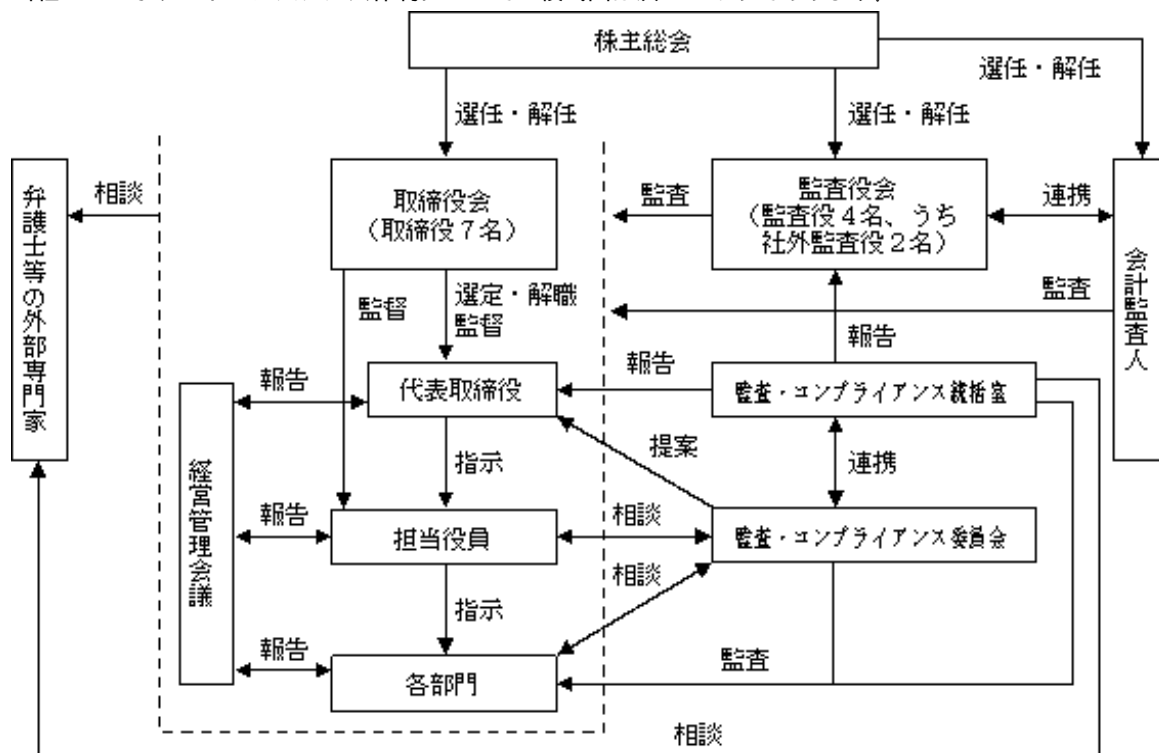 株主総会
選任・解任
選任・解任
選任・解任
弁護士等の外部専門家
相談
取締役会
（取締役７名）
監査
監査役会
（監査役４名、うち
社外監査役２名）
連携
会計監査人
監督
選定・解職
監督
監査
報告
報告
報告
代表取締役
監査・コンプライアンス統括室
経営管理会議
指示
提案
連携
報告
担当役員
相談
監査・コンプライアンス委員会
指示
相談
報告
各部門
監査
相談